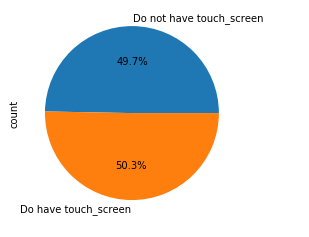 Do not have touch_screen
49.7%
count
50.3%
Do have touch_screen